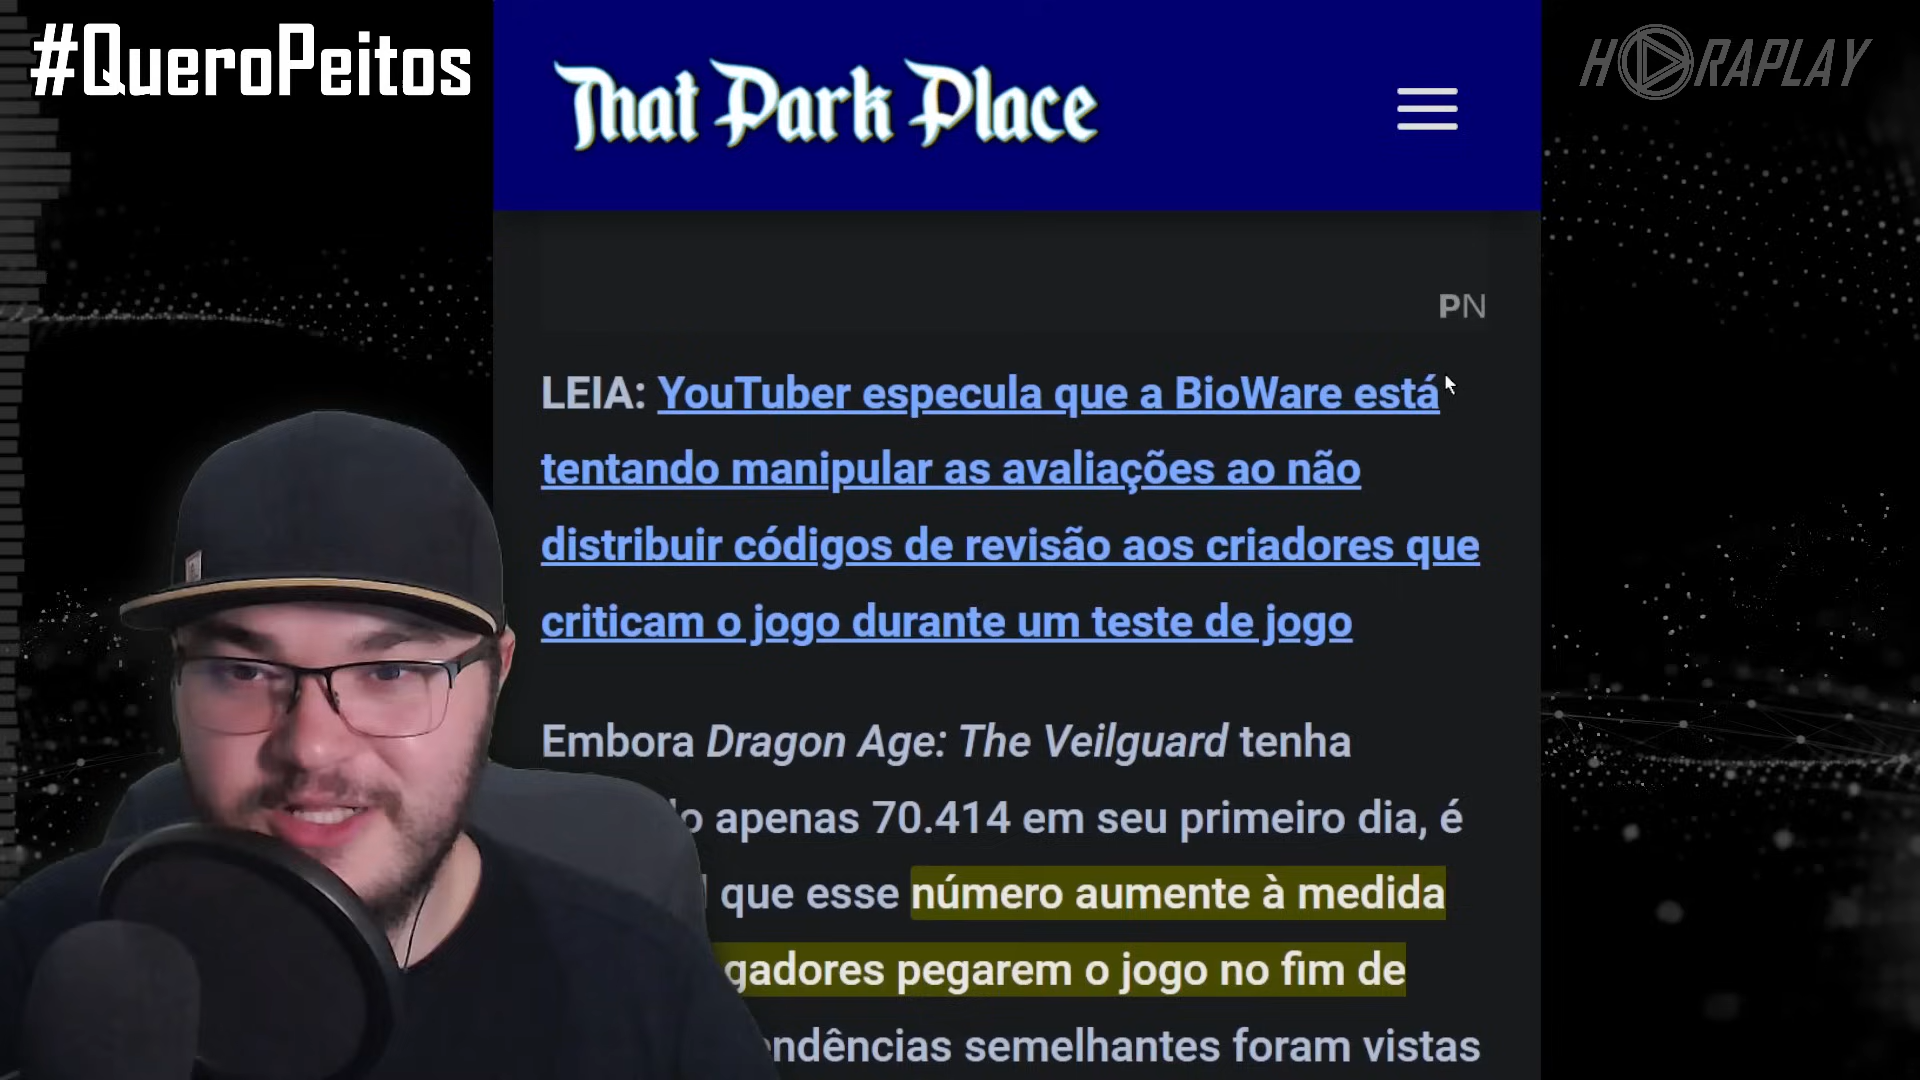 #QueroPeitos
That Park Place
HORAPLAY
PN
LEIA: YouTuber especula que a BioWare está
tentando manipular as avaliações ao não
distribuir códigos de revisão aos criadores que
criticam o jogo durante um teste de jogo
Embora Dragon Age: The Veilguard tenha
apenas 70.414 em seu primeiro dia, é
que esse número aumente à medida
pegarem o jogo no fim de
semelhantes foram vistas